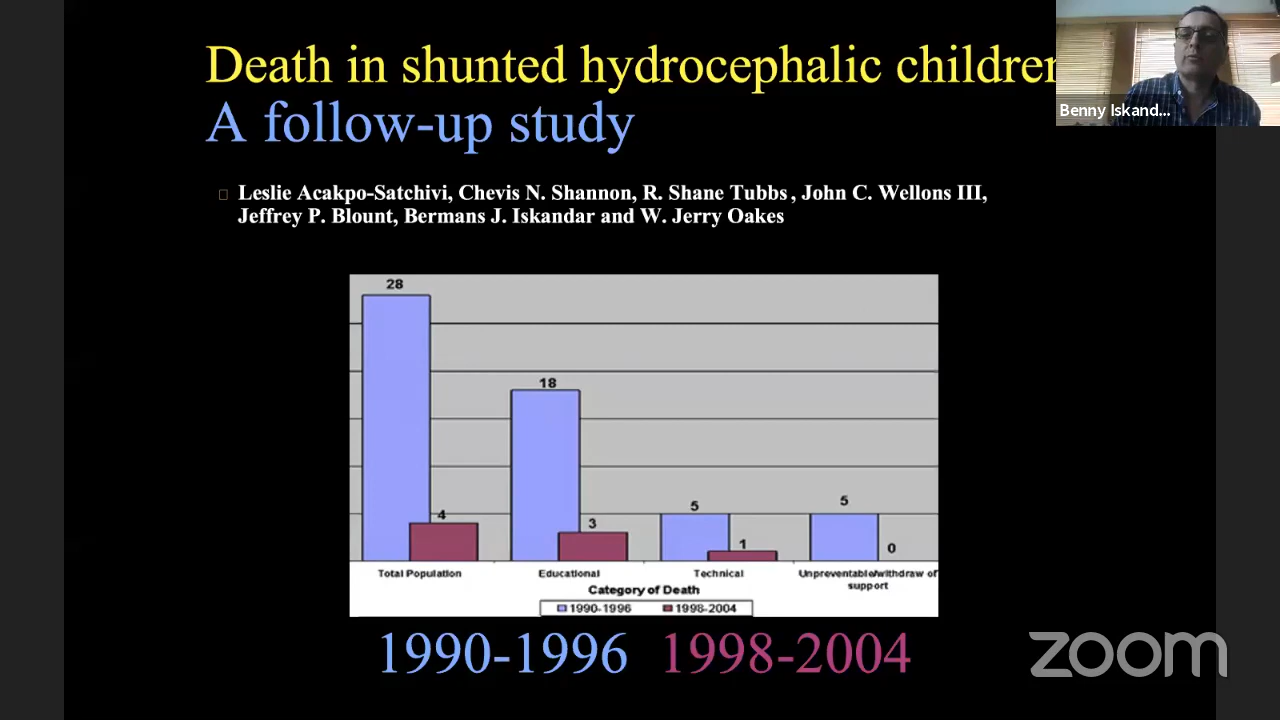 Death in shunted hydrocephalic children
A follow-up study
Benny Iskand...
Leslie Acakpo-Satchivi, Chevis N. Shannon, R. Shane Tubbs, John C. Wellons III,
Jeffrey P. Blount, Bermans J. Iskandar and W. Jerry Oakes
28
18
5
5
4
3
1
0
Total Population
Educational
Technical
Unpreventable/withdraw of
support
Category of Death
1990-1996
1998-2004
1990-1996 1998-2004
zoom